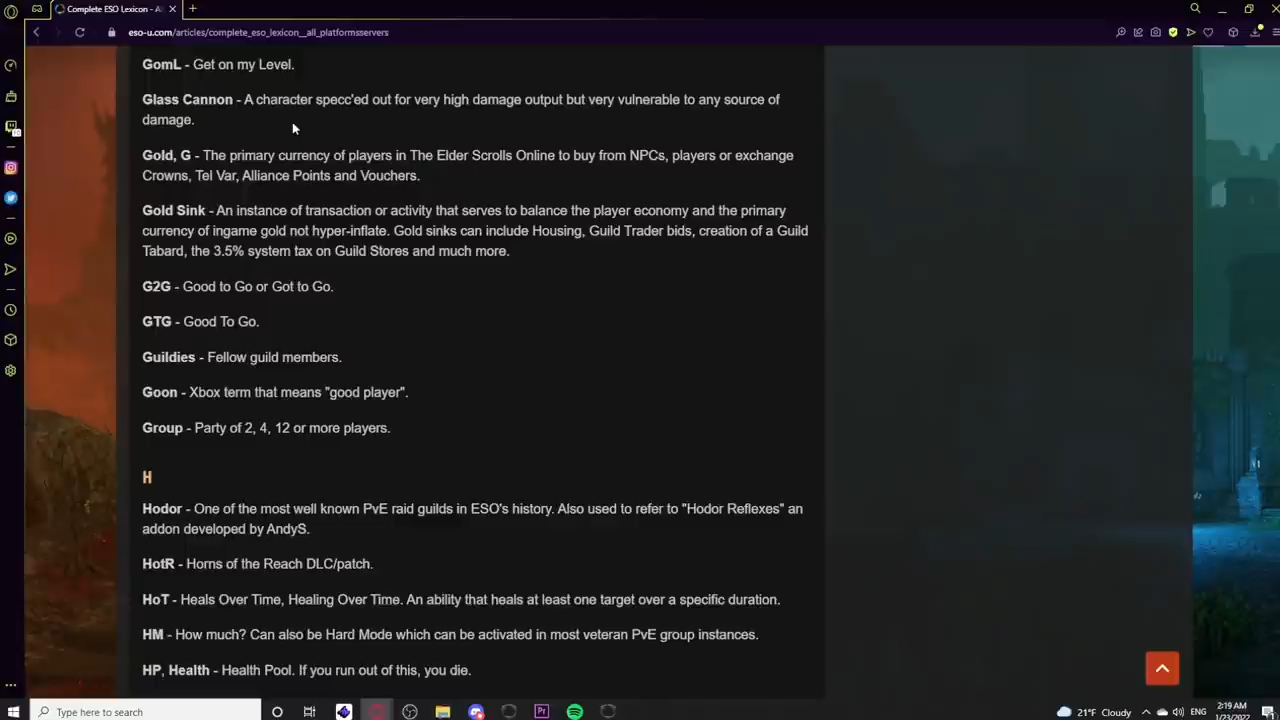 Complete ESO Lexicon - A
eso-u.com/articles/complete_eso_lexicon__all_platformsservers
GomL - Get on my Level.
Glass Cannon - A character specc'ed out for very high damage output but very vulnerable to any source of
damage.
Gold, G - The primary currency of players in The Elder Scrolls Online to buy from NPCs, players or exchange
Crowns, Tel Var, Alliance Points and Vouchers.
Gold Sink - An instance of transaction or activity that serves to balance the player economy and the primary
currency of ingame gold not hyper-inflate. Gold sinks can include Housing, Guild Trader bids, creation of a Guild
Tabard, the 3.5% system tax on Guild Stores and much more.
G2G - Good to Go or Got to Go.
GTG - Good To Go.
Guildies - Fellow guild members.
Goon - Xbox term that means "good player".
Group - Party of 2, 4, 12 or more players.
H
Hodor - One of the most well known PvE raid guilds in ESO's history. Also used to refer to "Hodor Reflexes" an
addon developed by AndyS.
HotR - Horns of the Reach DLC/patch.
HoT - Heals Over Time, Healing Over Time. An ability that heals at least one target over a specific duration.
HM - How much? Can also be Hard Mode which can be activated in most veteran PvE group instances.
HP, Health - Health Pool. If you run out of this, you die.
Type here to search
Pr
21°F Cloudy
ENG
2:19 AM
1/23/2022